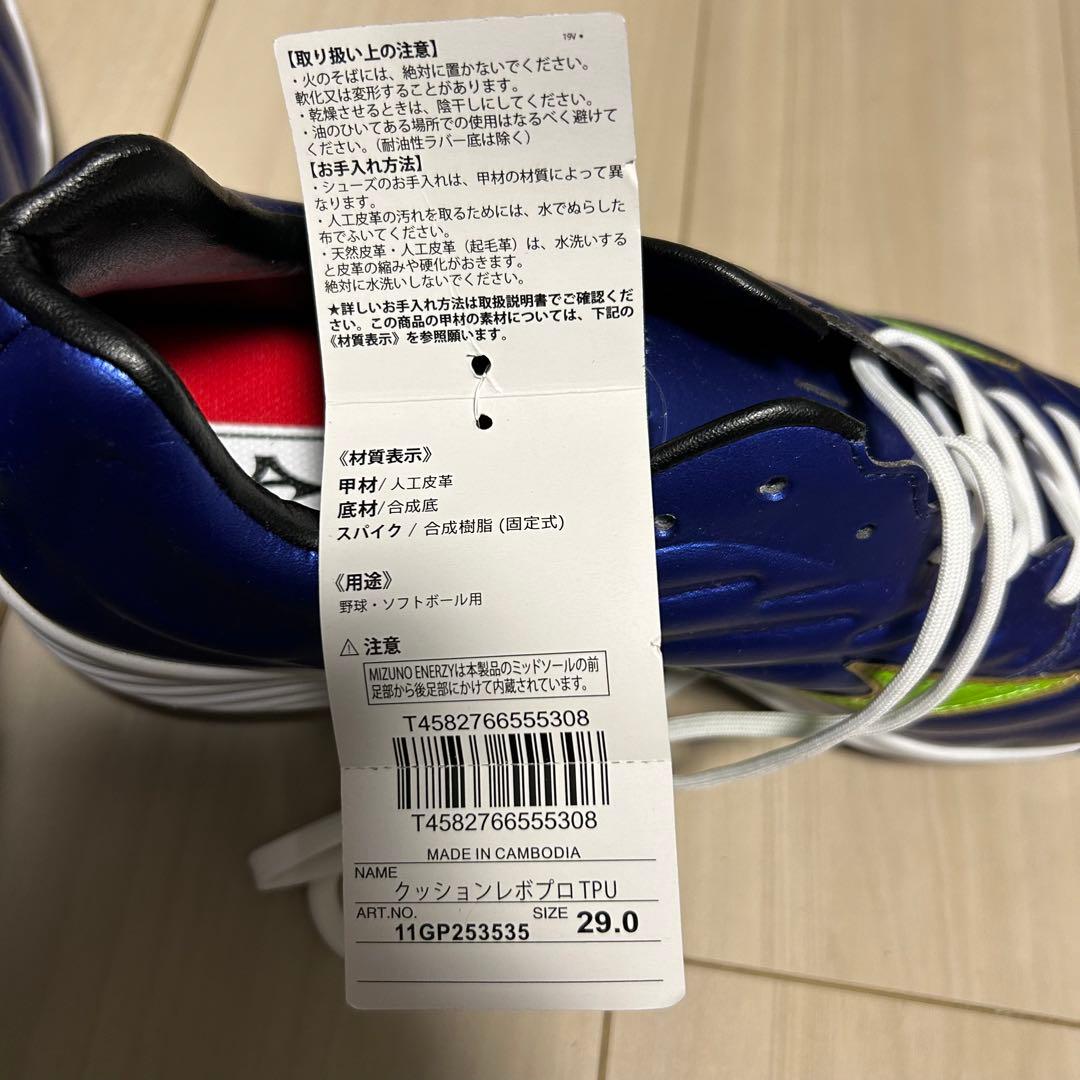 19V ●
【取り扱い上の注意】
・火のそばには、絶対に置かないでください。
軟化又は変形することがあります。
・乾燥させるときは、陰干しにしてください。
・油のひいてある場所での使用はなるべく避けて
ください。(耐油性ラバー底は除く)
【お手入れ方法】
・シューズのお手入れは、甲材の材質によって異
なります。
・人工皮革の汚れを取るためには、水でぬらした
布でふいてください。
・天然皮革・人工皮革(起毛革)は、水洗いする
と皮革の縮みや硬化がおきます。
絶対に水洗いしないでください。
★詳しいお手入れ方法は取扱説明書でご確認くだ
さい。この商品の甲材の素材については、下記の
《材質表示》を参照願います。
《材質表示》
甲材/人工皮革
底材/合成底
スパイク / 合成樹脂 (固定式)
《用途》
野球・ソフトボール用
⚠ 注意
MIZUNO ENERZYは本製品のミッドソールの前
足部から後足部にかけて内蔵されています。
T4582766555308
T4582766555308
MADE IN CAMBODIA
NAME
クッションレボプロ TPU
ART.NO. SIZE
11GP253535 29.0